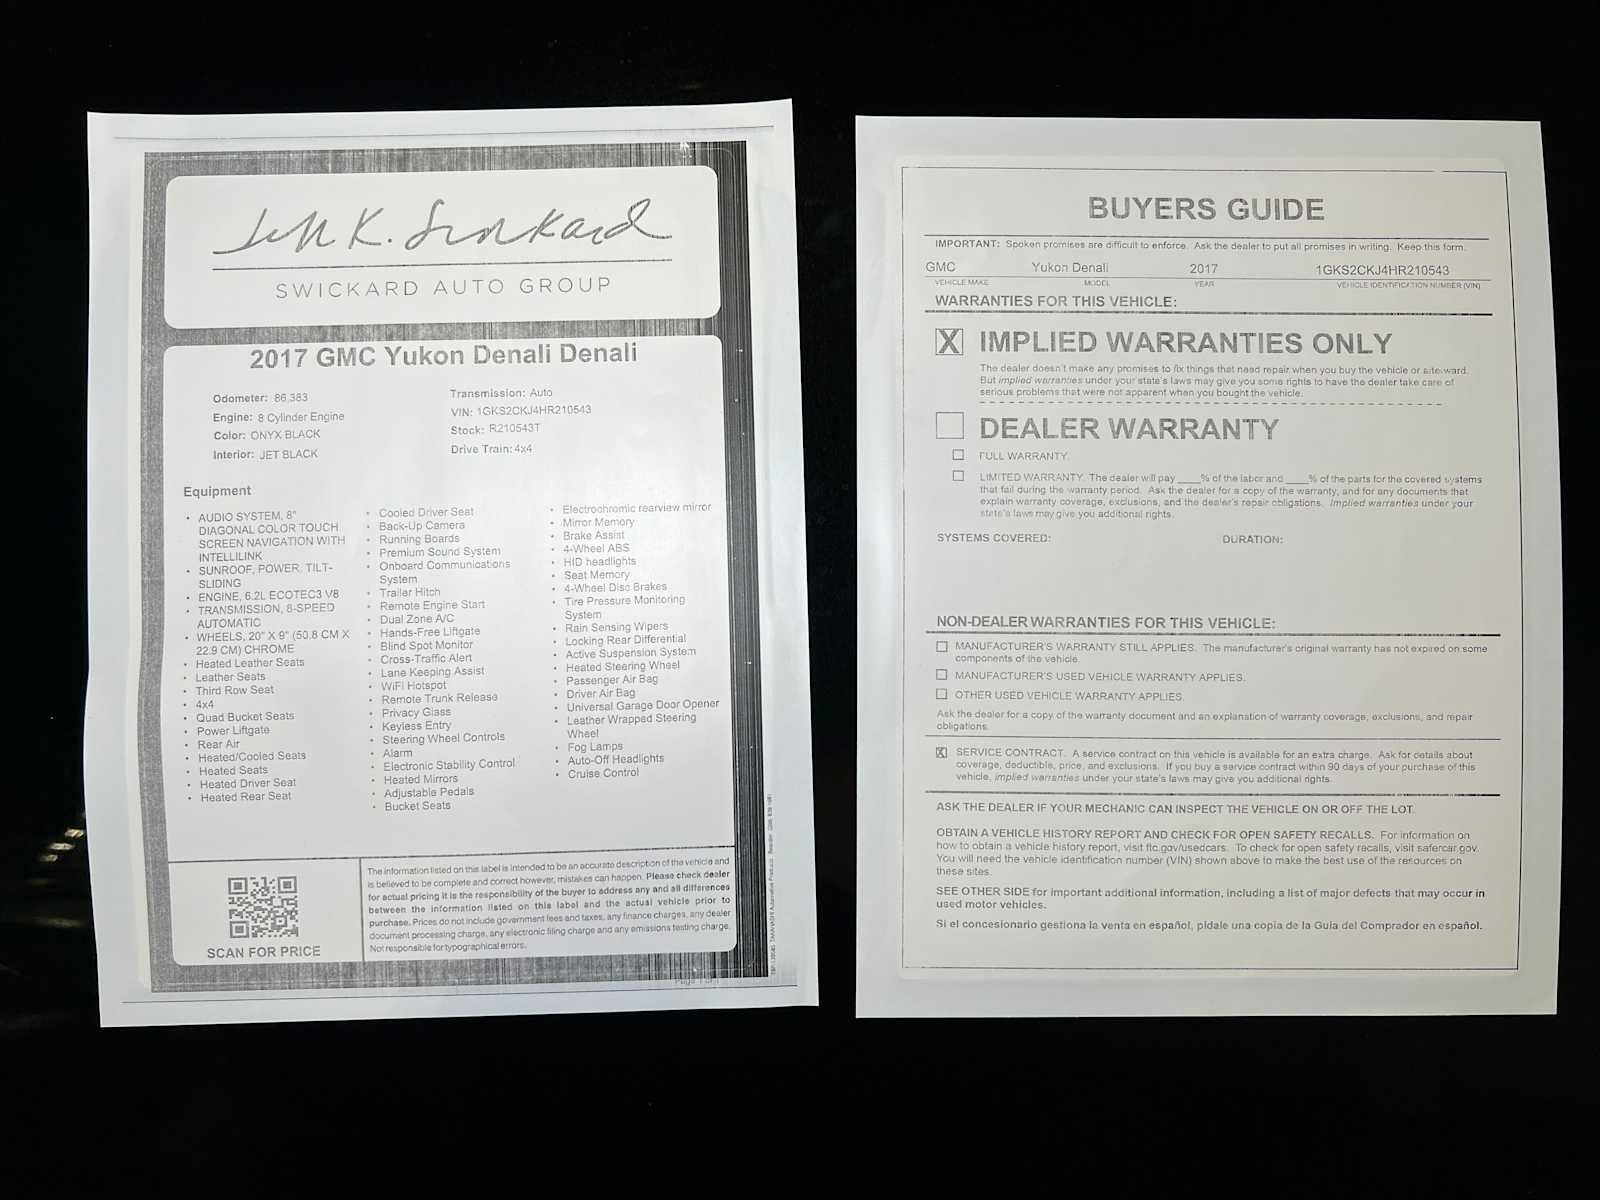 Jeff K. Swickard
SWICKARD AUTO GROUP
2017 GMC Yukon Denali Denali
Odometer: 86,383
Engine: 8 Cylinder Engine
Color: ONYX BLACK
Interior: JET BLACK
Transmission: Auto
VIN: 1GKS2CKJ4HR210543
Stock: R210543T
Drive Train: 4x4
Equipment
• AUDIO SYSTEM, 8"
DIAGONAL COLOR TOUCH
SCREEN NAVIGATION WITH
INTELLILINK
• SUNROOF, POWER, TILT-
SLIDING
• ENGINE, 6.2L ECOTEC3 V8
• TRANSMISSION, 8-SPEED
AUTOMATIC
• WHEELS, 20" X 9" (50.8 CM X
22.9 CM) CHROME
• Heated Leather Seats
• Leather Seats
• Third Row Seat
• 4x4
• Quad Bucket Seats
• Power Liftgate
• Rear Air
• Heated/Cooled Seats
• Heated Seats
• Heated Driver Seat
• Heated Rear Seat
• Cooled Driver Seat
• Back-Up Camera
• Running Boards
• Premium Sound System
• Onboard Communications
System
• Trailer Hitch
• Remote Engine Start
• Dual Zone A/C
• Hands-Free Liftgate
• Blind Spot Monitor
• Cross-Traffic Alert
• Lane Keeping Assist
• WiFi Hotspot
• Remote Trunk Release
• Privacy Glass
• Keyless Entry
• Steering Wheel Controls
• Alarm
• Electronic Stability Control
• Heated Mirrors
• Adjustable Pedals
• Bucket Seats
• Electrochromic rearview mirror
• Mirror Memory
• Brake Assist
• 4-Wheel ABS
• HID headlights
• Seat Memory
• 4-Wheel Disc Brakes
• Tire Pressure Monitoring
System
• Rain Sensing Wipers
• Locking Rear Differential
• Active Suspension System
• Heated Steering Wheel
• Passenger Air Bag
• Driver Air Bag
• Universal Garage Door Opener
• Leather Wrapped Steering
Wheel
• Fog Lamps
• Auto-Off Headlights
• Cruise Control
SCAN FOR PRICE
The information listed on this label is intended to be an accurate description of the vehicle and
is believed to be complete and correct however, mistakes can happen. Please check dealer
for actual pricing it is the responsibility of the buyer to address any and all differences
between the information listed on this label and the actual vehicle prior to
purchase. Prices do not include government fees and taxes, any finance charges, any dealer
document processing charge, any electronic filing charge and any emissions testing charge.
Not responsible for typographical errors.
Page 1 of 1
BUYERS GUIDE
IMPORTANT: Spoken promises are difficult to enforce. Ask the dealer to put all promises in writing. Keep this form.
GMC Yukon Denali 2017 1GKS2CKJ4HR210543
VEHICLE MAKE MODEL YEAR VEHICLE IDENTIFICATION NUMBER (VIN)
WARRANTIES FOR THIS VEHICLE:
X IMPLIED WARRANTIES ONLY
The dealer doesn't make any promises to fix things that need repair when you buy the vehicle or afterward.
But implied warranties under your state's laws may give you some rights to have the dealer take care of
serious problems that were not apparent when you bought the vehicle.
DEALER WARRANTY
FULL WARRANTY.
LIMITED WARRANTY. The dealer will pay ____% of the labor and ____% of the parts for the covered systems
that fail during the warranty period. Ask the dealer for a copy of the warranty, and for any documents that
explain warranty coverage, exclusions, and the dealer's repair obligations. Implied warranties under your
state's laws may give you additional rights.
SYSTEMS COVERED: DURATION:
NON-DEALER WARRANTIES FOR THIS VEHICLE:
MANUFACTURER'S WARRANTY STILL APPLIES. The manufacturer's original warranty has not expired on some
components of the vehicle.
MANUFACTURER'S USED VEHICLE WARRANTY APPLIES.
OTHER USED VEHICLE WARRANTY APPLIES.
Ask the dealer for a copy of the warranty document and an explanation of warranty coverage, exclusions, and repair
obligations.
X SERVICE CONTRACT. A service contract on this vehicle is available for an extra charge. Ask for details about
coverage, deductible, price, and exclusions. If you buy a service contract within 90 days of your purchase of this
vehicle, implied warranties under your state's laws may give you additional rights.
ASK THE DEALER IF YOUR MECHANIC CAN INSPECT THE VEHICLE ON OR OFF THE LOT.
OBTAIN A VEHICLE HISTORY REPORT AND CHECK FOR OPEN SAFETY RECALLS. For information on
how to obtain a vehicle history report, visit ftc.gov/usedcars. To check for open safety recalls, visit safercar.gov.
You will need the vehicle identification number (VIN) shown above to make the best use of the resources on
these sites.
SEE OTHER SIDE for important additional information, including a list of major defects that may occur in
used motor vehicles.
Si el concesionario gestiona la venta en español, pídale una copia de la Guía del Comprador en español.